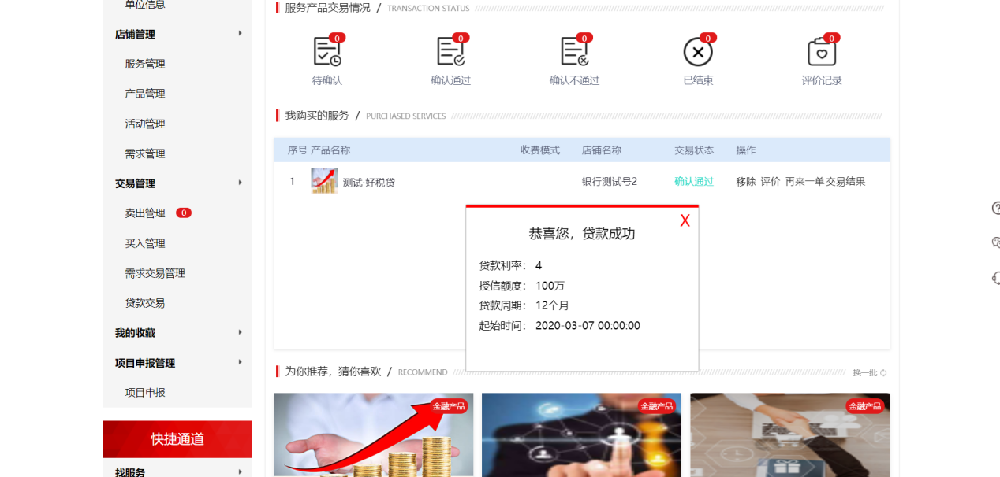 单位信息
店铺管理
服务管理
产品管理
活动管理
需求管理
交易管理
卖出管理 0
买入管理
需求交易管理
贷款交易
我的收藏
项目申报管理
项目申报
快捷通道
找服务
服务产品交易情况 / TRANSACTION STATUS
0 0 0 0 0
待确认 确认通过 确认不通过 已结束 评价记录
我购买的服务 / PURCHASED SERVICES
序号 产品名称 收费模式 店铺名称 交易状态 操作
1 测试·好税贷 银行测试号2 确认通过 移除 评价 再来一单 交易结果
X
恭喜您，贷款成功
贷款利率： 4
授信额度： 100万
贷款周期： 12个月
起始时间： 2020-03-07 00:00:00
为你推荐，猜你喜欢 / RECOMMEND 换一批
金融产品 金融产品 金融产品